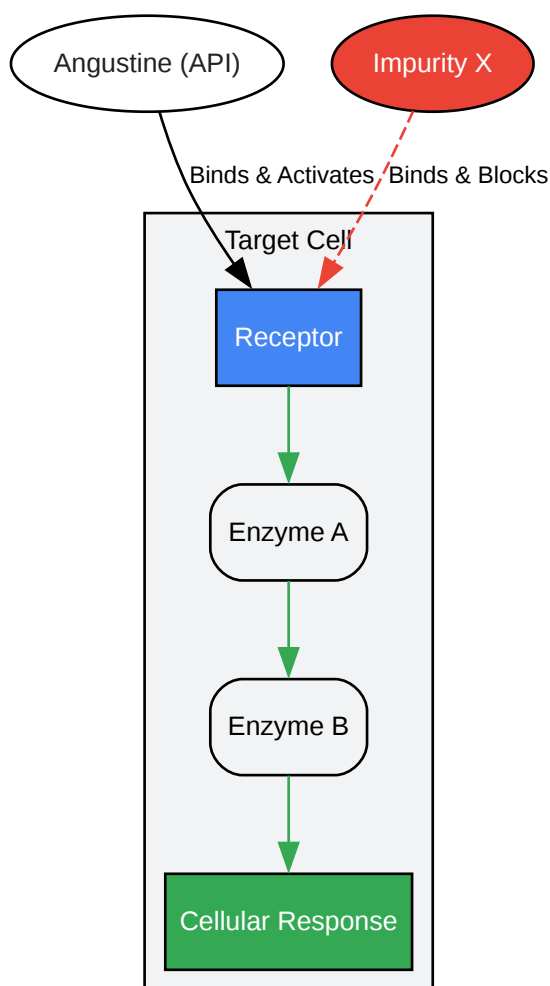 Angustine (API)
Impurity X
Binds & Activates
Binds & Blocks
Target Cell
Receptor
Enzyme A
Enzyme B
Cellular Response